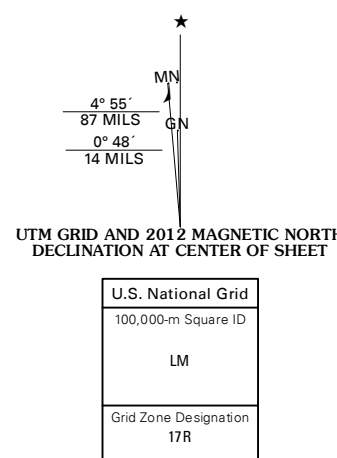 ★
MN
4° 55´
87 MILS
GN
0° 48´
14 MILS
UTM GRID AND 2012 MAGNETIC NORTH
DECLINATION AT CENTER OF SHEET
U.S. National Grid
100,000-m Square ID
LM
Grid Zone Designation
17R